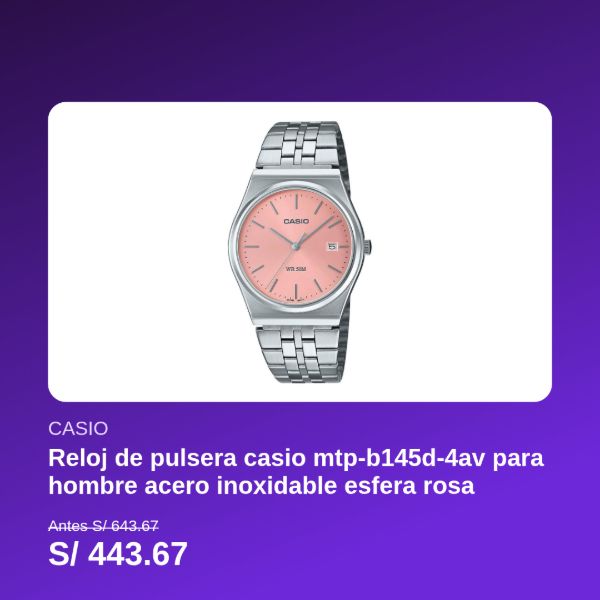 CASIO
5
WR 50M
CASIO
Reloj de pulsera casio mtp-b145d-4av para
hombre acero inoxidable esfera rosa
Antes S/ 643.67
S/ 443.67